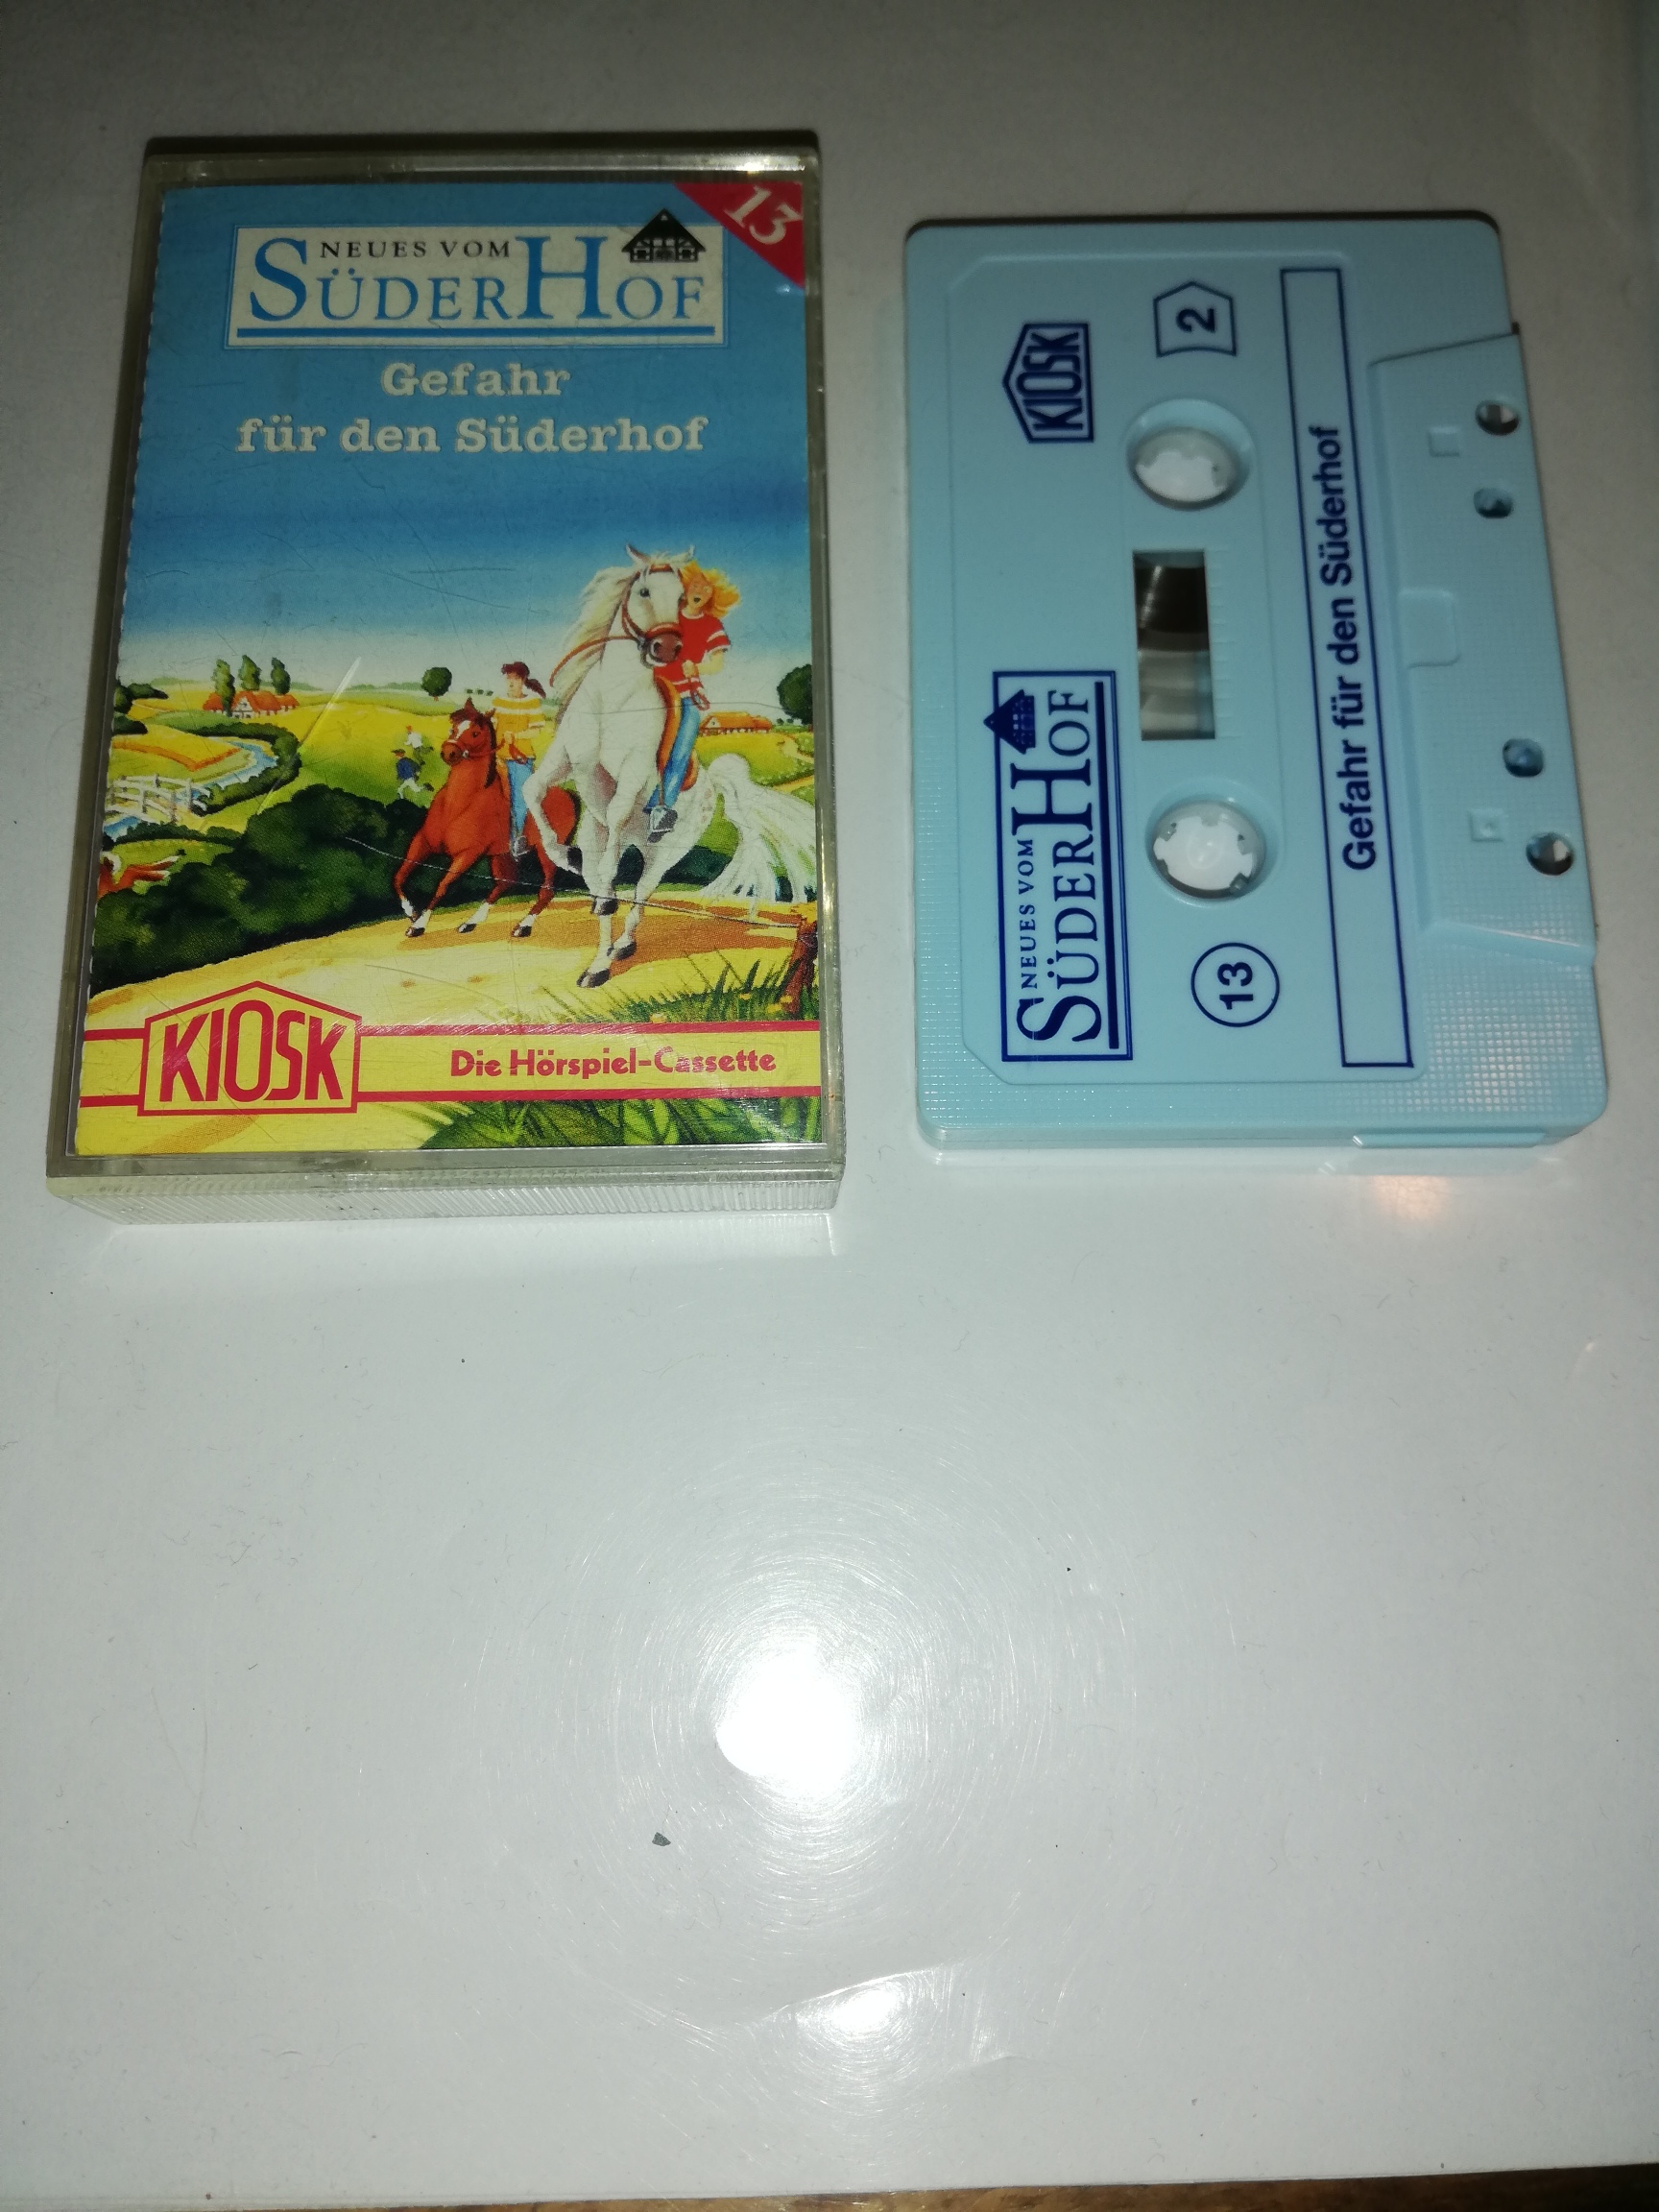 13
NEUES VOM
SÜDERHOF
Gefahr
für den Süderhof
KIOSK
Die Hörspiel-Cassette
KIOSK
2
NEUES VOM
SÜDERHOF
13
Gefahr für den Süderhof